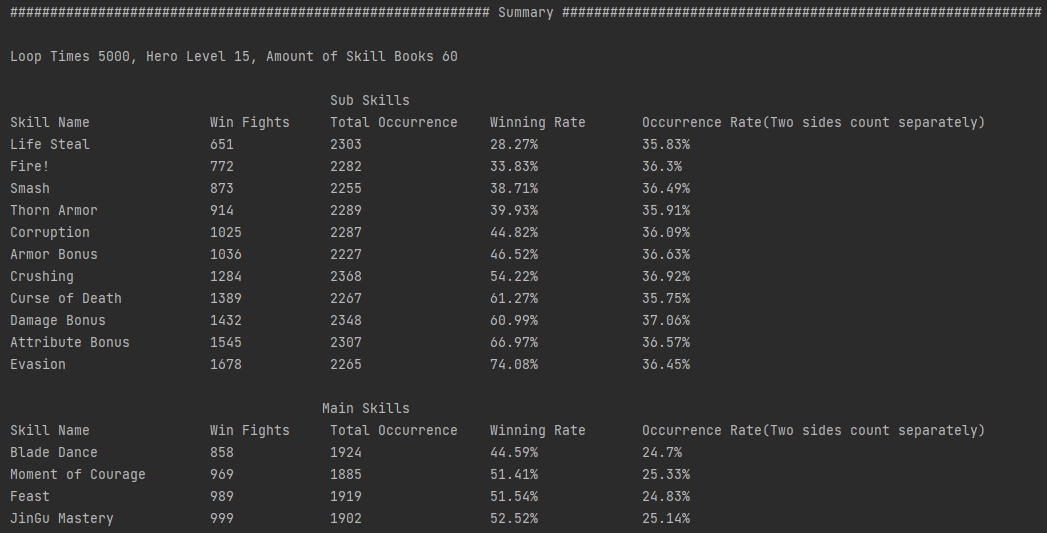 ############################################################ Summary ############################################################
Loop Times 5000, Hero Level 15, Amount of Skill Books 60
Sub Skills
Skill Name Win Fights Total Occurrence Winning Rate Occurrence Rate(Two sides count separately)
Life Steal 651 2303 28.27% 35.83%
Fire! 772 2282 33.83% 36.3%
Smash 873 2255 38.71% 36.49%
Thorn Armor 914 2289 39.93% 35.91%
Corruption 1025 2287 44.82% 36.09%
Armor Bonus 1036 2227 46.52% 36.63%
Crushing 1284 2368 54.22% 36.92%
Curse of Death 1389 2267 61.27% 35.75%
Damage Bonus 1432 2348 60.99% 37.06%
Attribute Bonus 1545 2307 66.97% 36.57%
Evasion 1678 2265 74.08% 36.45%
Main Skills
Skill Name Win Fights Total Occurrence Winning Rate Occurrence Rate(Two sides count separately)
Blade Dance 858 1924 44.59% 24.7%
Moment of Courage 969 1885 51.41% 25.33%
Feast 989 1919 51.54% 24.83%
JinGu Mastery 999 1902 52.52% 25.14%